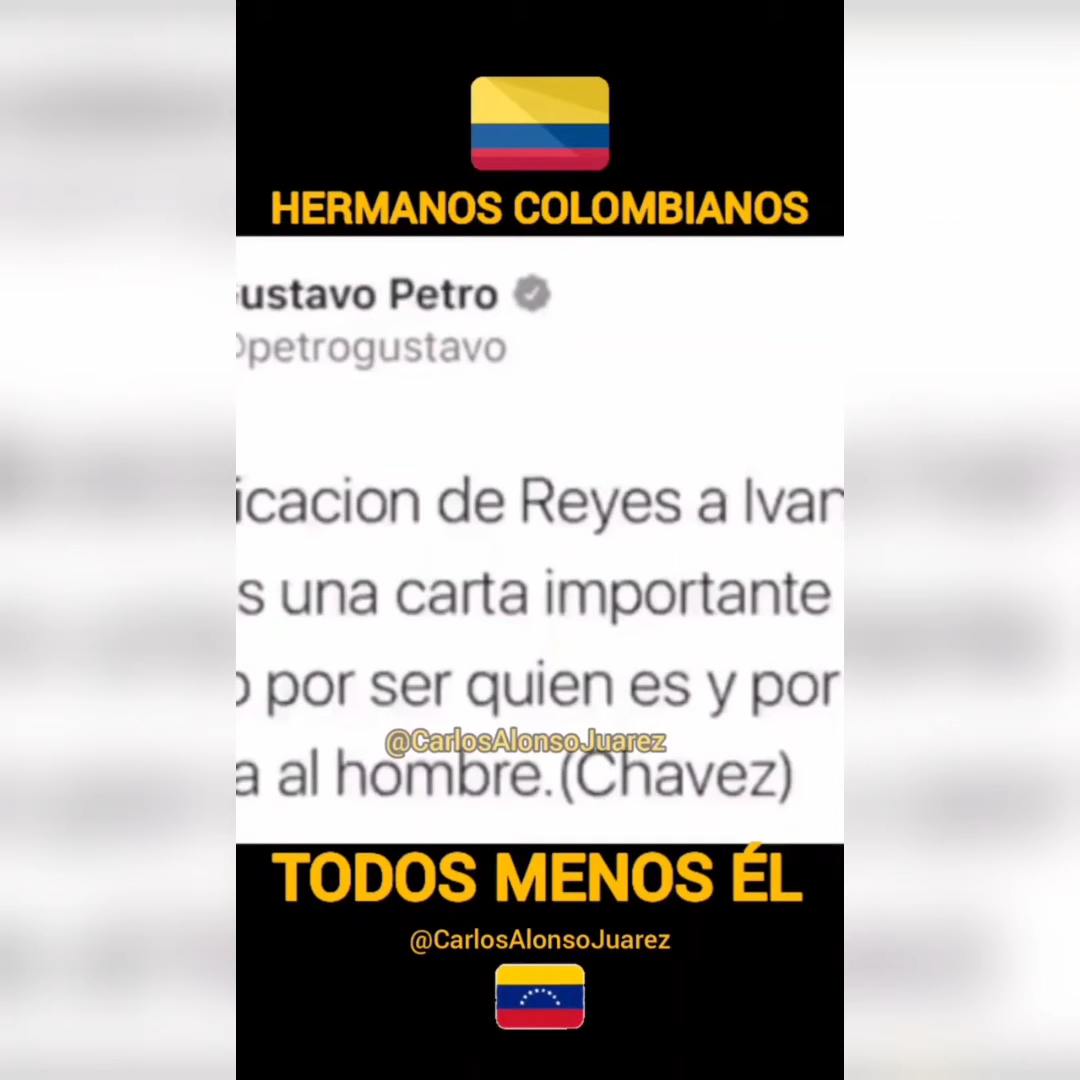 HERMANOS COLOMBIANOS
ustavo Petro
petrogustavo
icacion de Reyes a Ivan
s una carta importante
o por ser quien es y por
@CarlosAlonsoJuarez
a al hombre.(Chavez)
TODOS MENOS ÉL
@CarlosAlonsoJuarez